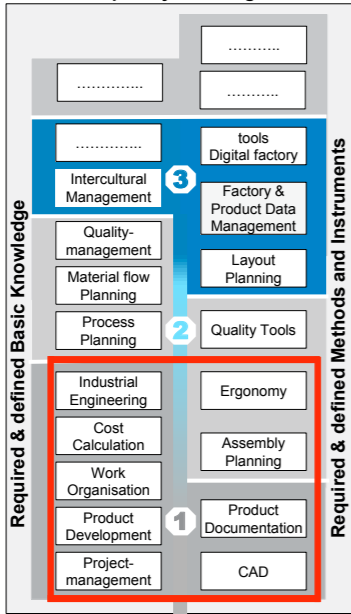 …………..
………..
…………..
…………..
tools
Digital factory
Intercultural
Management
3
Factory &
Product Data
Management
Quality-
management
Layout
Planning
Material flow
Planning
Process
Planning
2
Quality Tools
Industrial
Engineering
Ergonomy
Cost
Calculation
Assembly
Planning
Work
Organisation
Product
Development
1
Product
Documentation
Project-
management
CAD
Required & defined Basic Knowledge
Required & defined Methods and Instruments